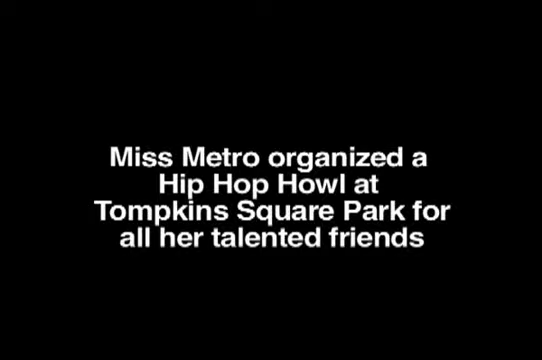 Miss Metro organized a
Hip Hop Howl at
Tompkins Square Park for
all her talented friends